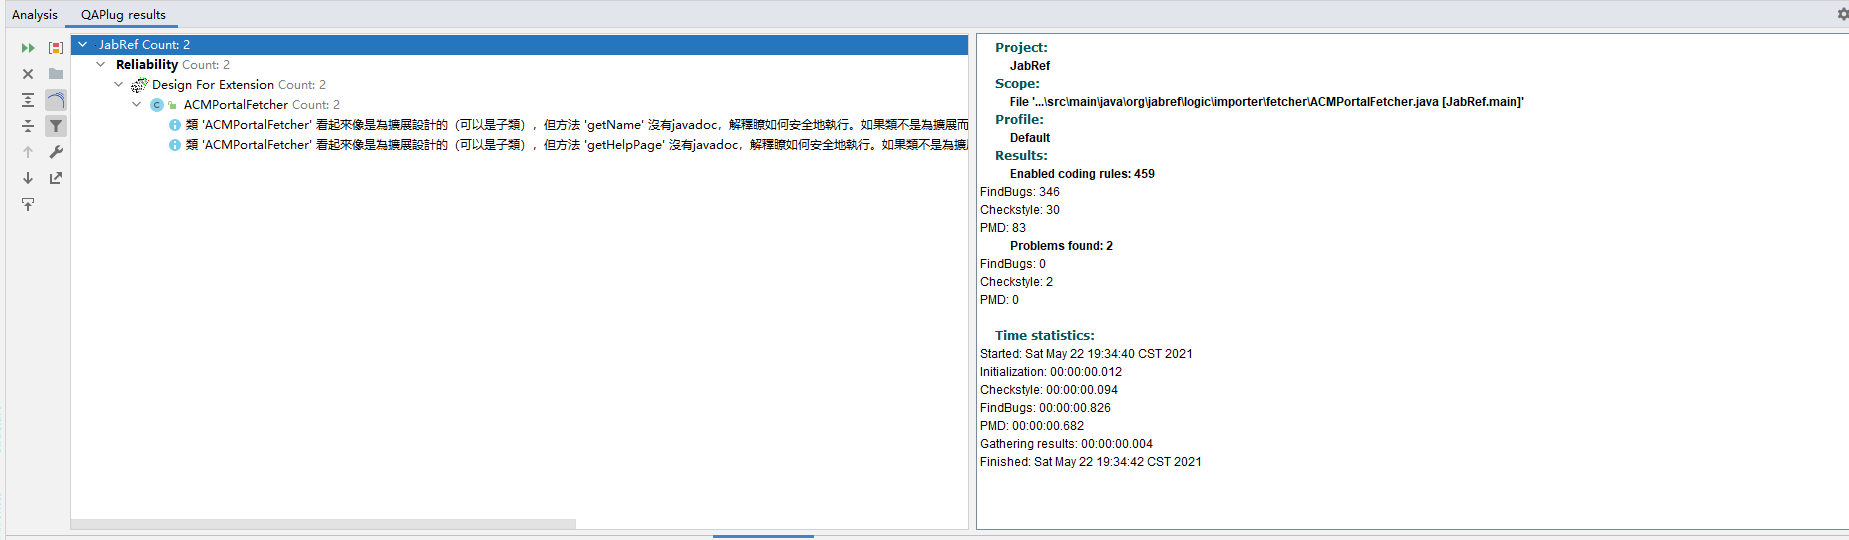 Analysis QAPlug results
JabRef Count: 2
Reliability Count: 2
Design For Extension Count: 2
ACMPortalFetcher Count: 2
類 'ACMPortalFetcher' 看起來像是為擴展設計的（可以是子類），但方法 'getName' 沒有javadoc，解釋瞭如何安全地執行。如果類不是為擴展而
類 'ACMPortalFetcher' 看起來像是為擴展設計的（可以是子類），但方法 'getHelpPage' 沒有javadoc，解釋瞭如何安全地執行。如果類不是為擴
Project:
JabRef
Scope:
File '...\src\main\java\org\jabref\logic\importer\fetcher\ACMPortalFetcher.java [JabRef.main]'
Profile:
Default
Results:
Enabled coding rules: 459
FindBugs: 346
Checkstyle: 30
PMD: 83
Problems found: 2
FindBugs: 0
Checkstyle: 2
PMD: 0
Time statistics:
Started: Sat May 22 19:34:40 CST 2021
Initialization: 00:00:00.012
Checkstyle: 00:00:00.094
FindBugs: 00:00:00.826
PMD: 00:00:00.682
Gathering results: 00:00:00.004
Finished: Sat May 22 19:34:42 CST 2021